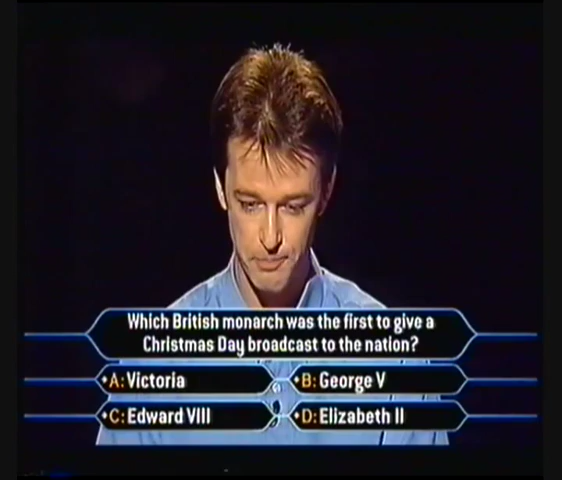 Which British monarch was the first to give a
Christmas Day broadcast to the nation?
A: Victoria
B: George V
C: Edward VIII
D: Elizabeth II